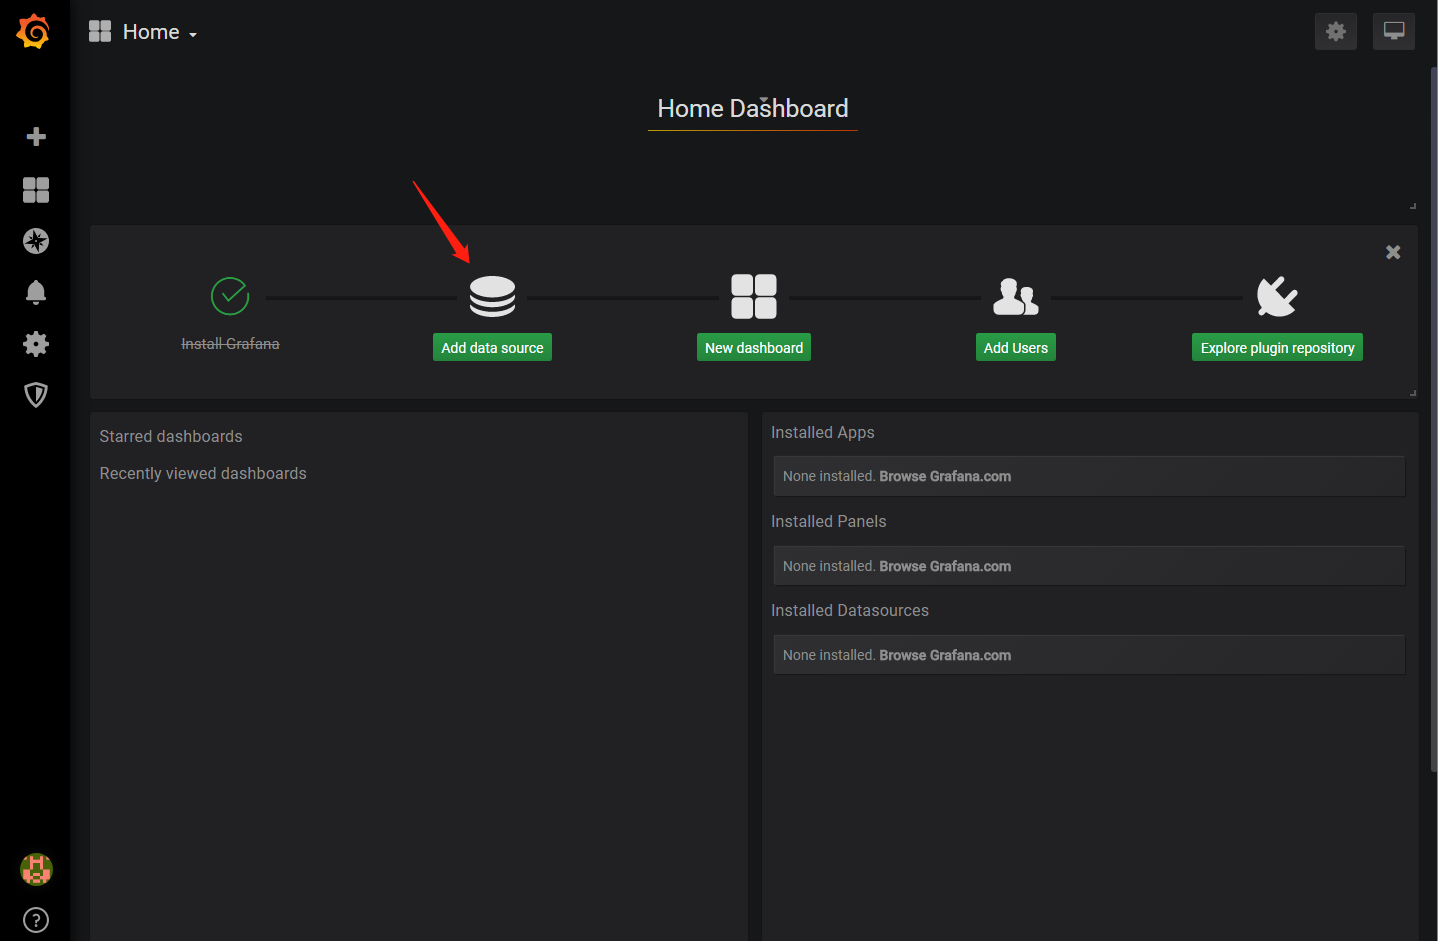 Home
Home Dashboard
Install Grafana
Add data source
New dashboard
Add Users
Explore plugin repository
Starred dashboards
Recently viewed dashboards
Installed Apps
None installed. Browse Grafana.com
Installed Panels
None installed. Browse Grafana.com
Installed Datasources
None installed. Browse Grafana.com
?